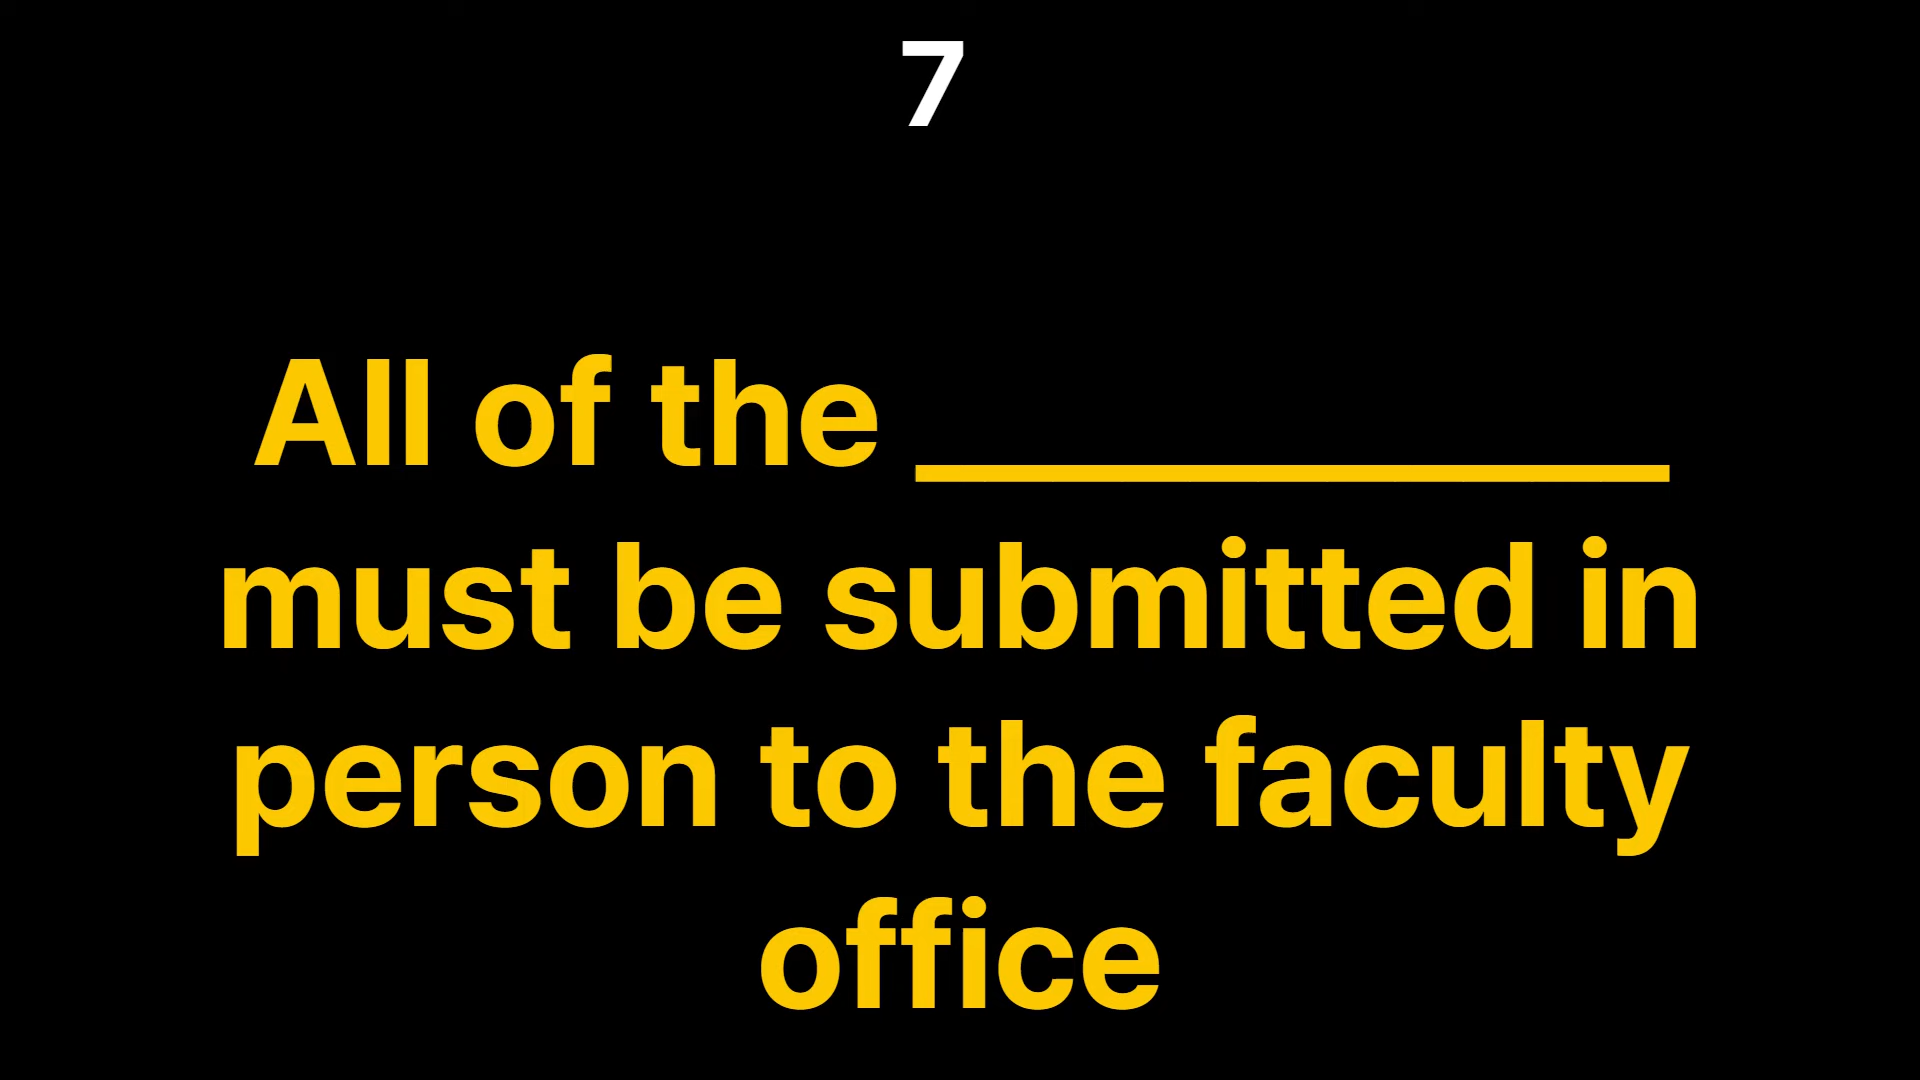 7
All of the ___________
must be submitted in
person to the faculty
office